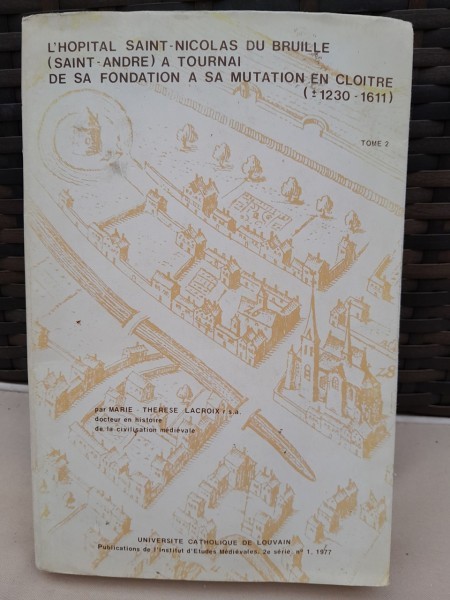 L'HOPITAL SAINT-NICOLAS DU BRUILLE
(SAINT-ANDRE) A TOURNAI
DE SA FONDATION A SA MUTATION EN CLOITRE
(±1230-1611)
TOME 2
28
par MARIE-THERESE LACROIX r.s.a.
docteur en histoire
de la civilisation médiévale
UNIVERSITE CATHOLIQUE DE LOUVAIN
Publications de l'Institut d'Etudes Médiévales, 2e série, n° 1, 1977